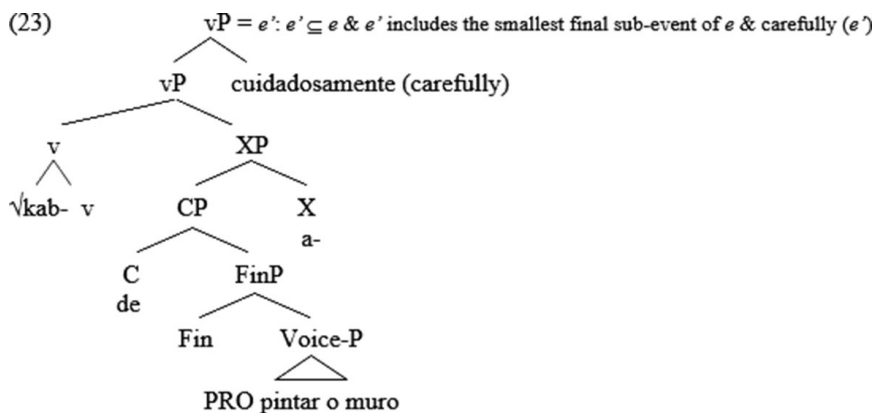 (23) vP = e': e' ⊆ e & e' includes the smallest final sub-event of e & carefully (e')
vP cuidadosamente (carefully)
v XP
√kab- v CP X
a-
C FinP
de
Fin Voice-P
PRO pintar o muro